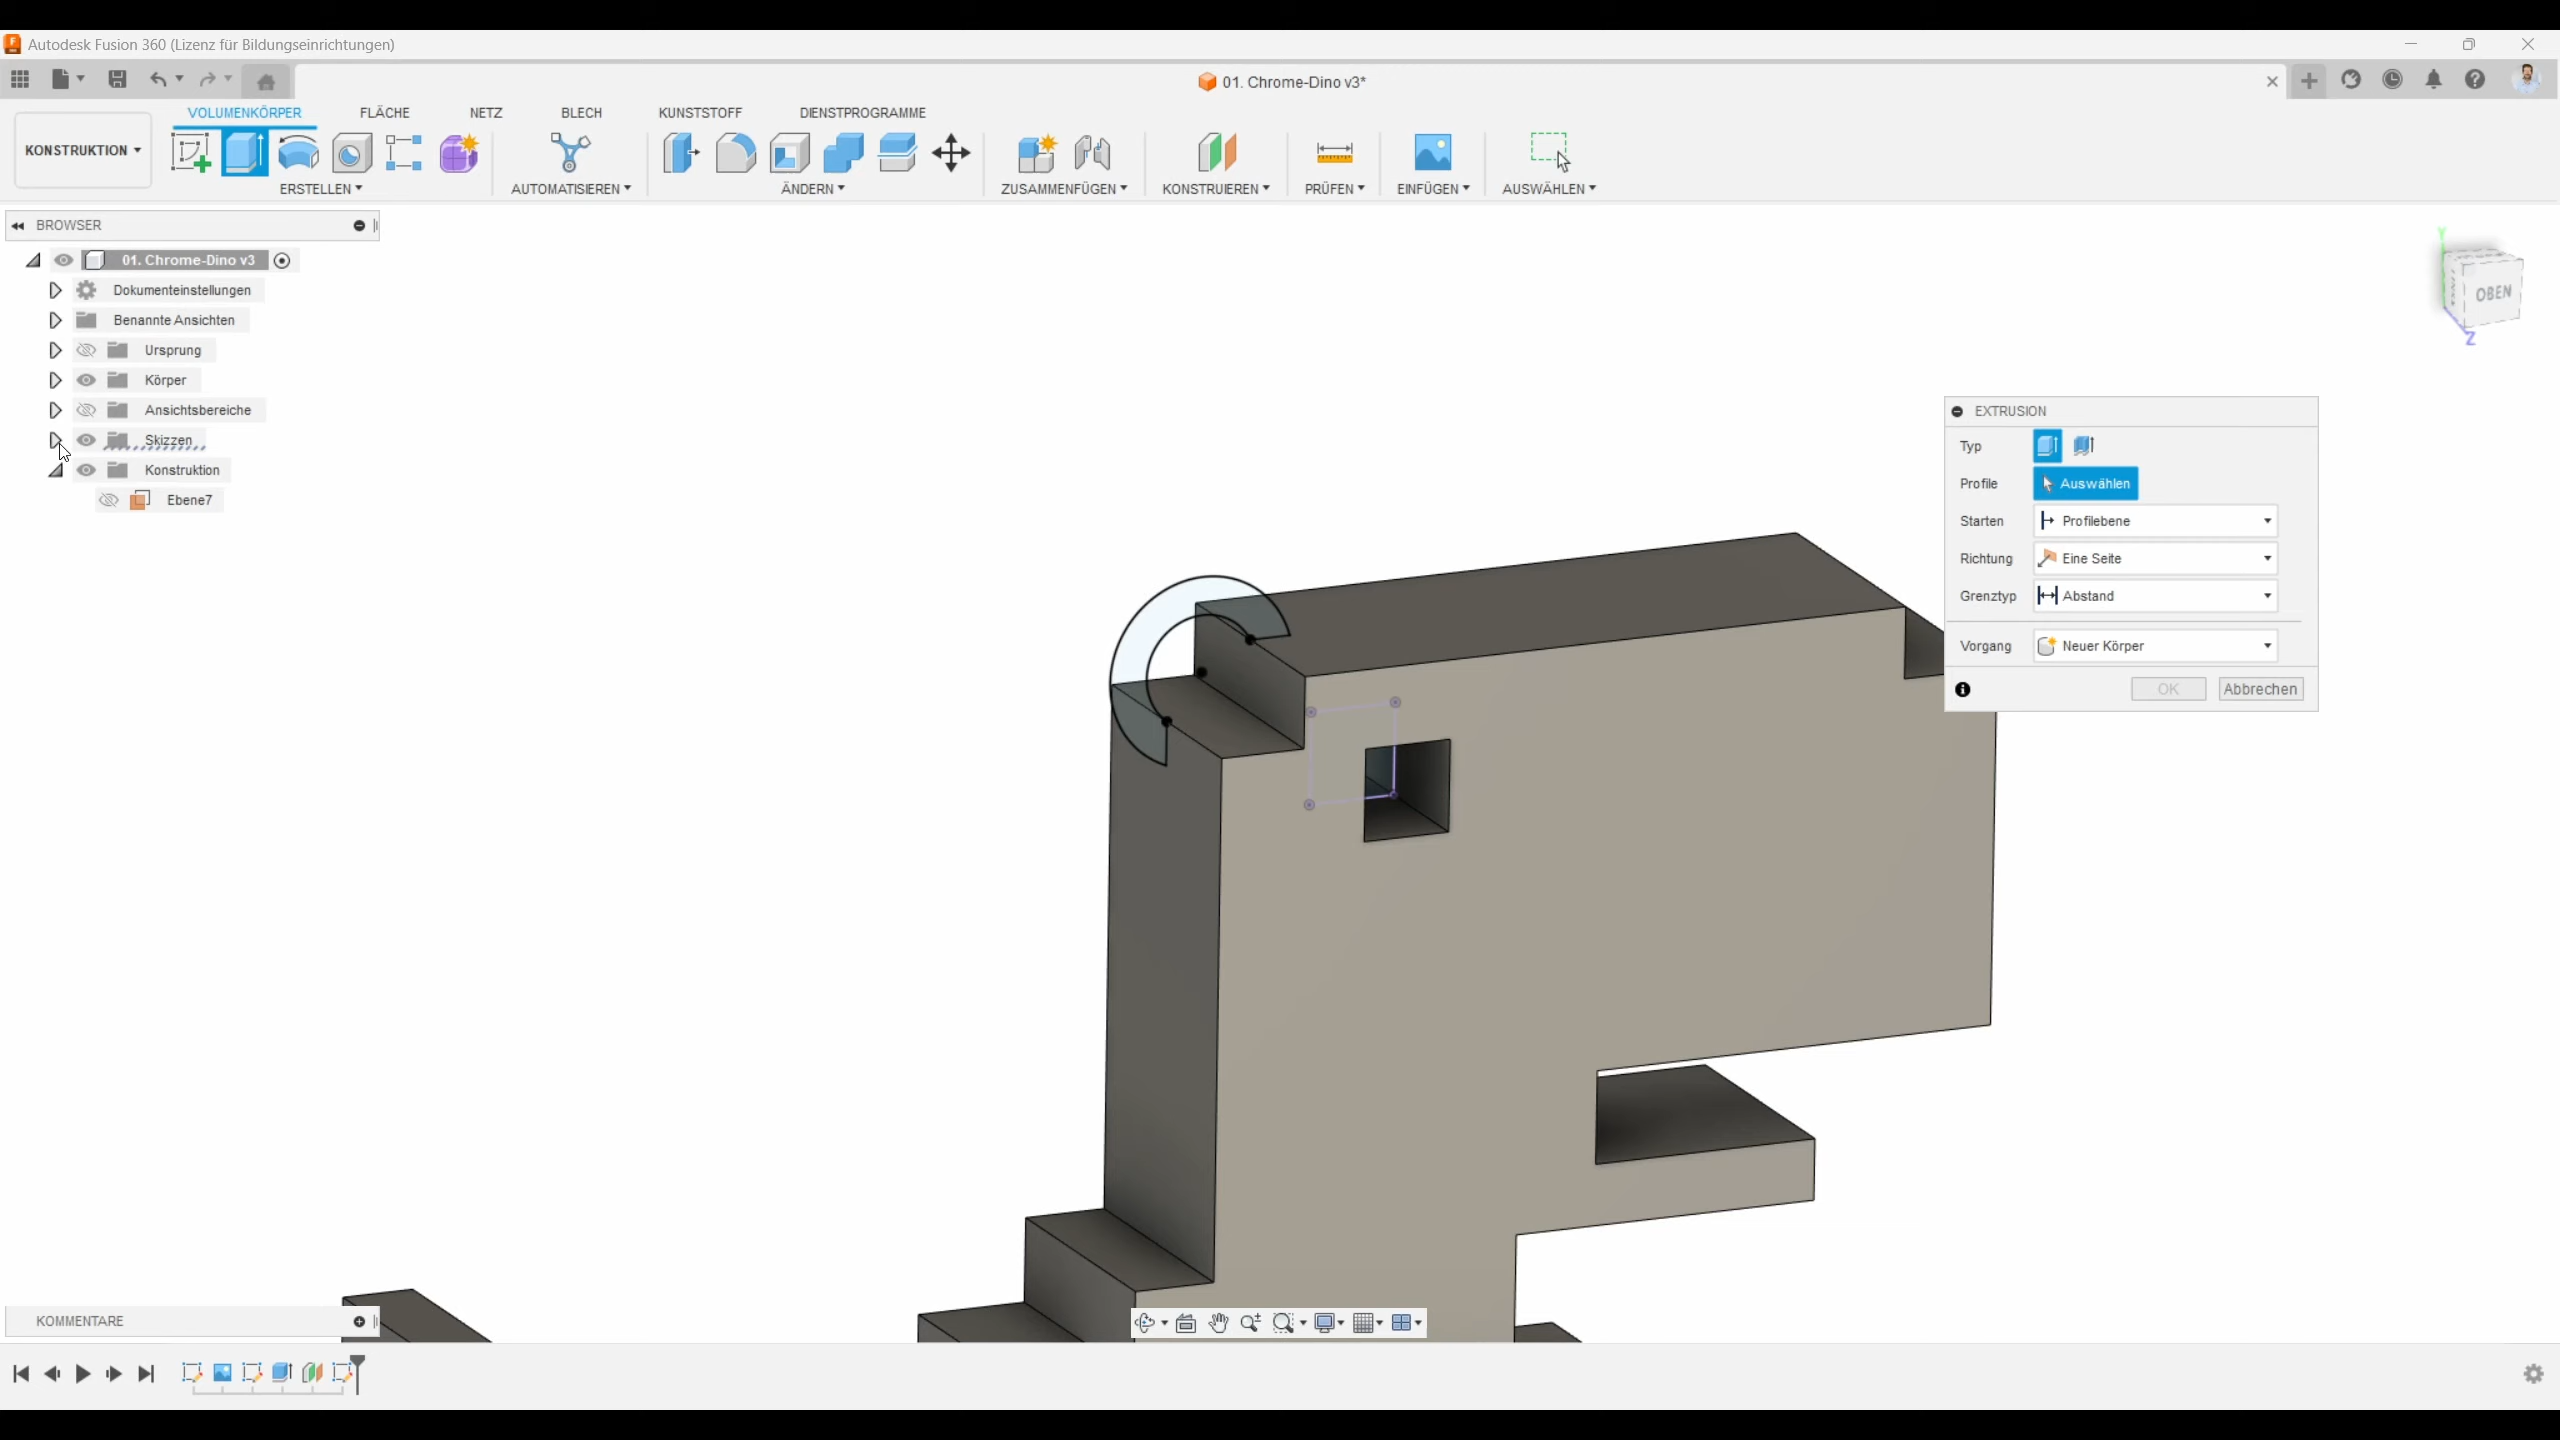 Autodesk Fusion 360 (Lizenz für Bildungseinrichtungen)
01. Chrome-Dino v3*
VOLUMENKÖRPER FLÄCHE NETZ BLECH KUNSTSTOFF DIENSTPROGRAMME
KONSTRUKTION
ERSTELLEN AUTOMATISIEREN ÄNDERN ZUSAMMENFÜGEN KONSTRUIEREN PRÜFEN EINFÜGEN AUSWÄHLEN
BROWSER
01. Chrome-Dino v3
Dokumenteinstellungen
Benannte Ansichten
Ursprung
Körper
Ansichtsbereiche
Skizzen
Konstruktion
Ebene7
Y
OBEN
Z
EXTRUSION
Typ
Profile Auswählen
Starten Profilebene
Richtung Eine Seite
Grenztyp Abstand
Vorgang Neuer Körper
OK Abbrechen
KOMMENTARE